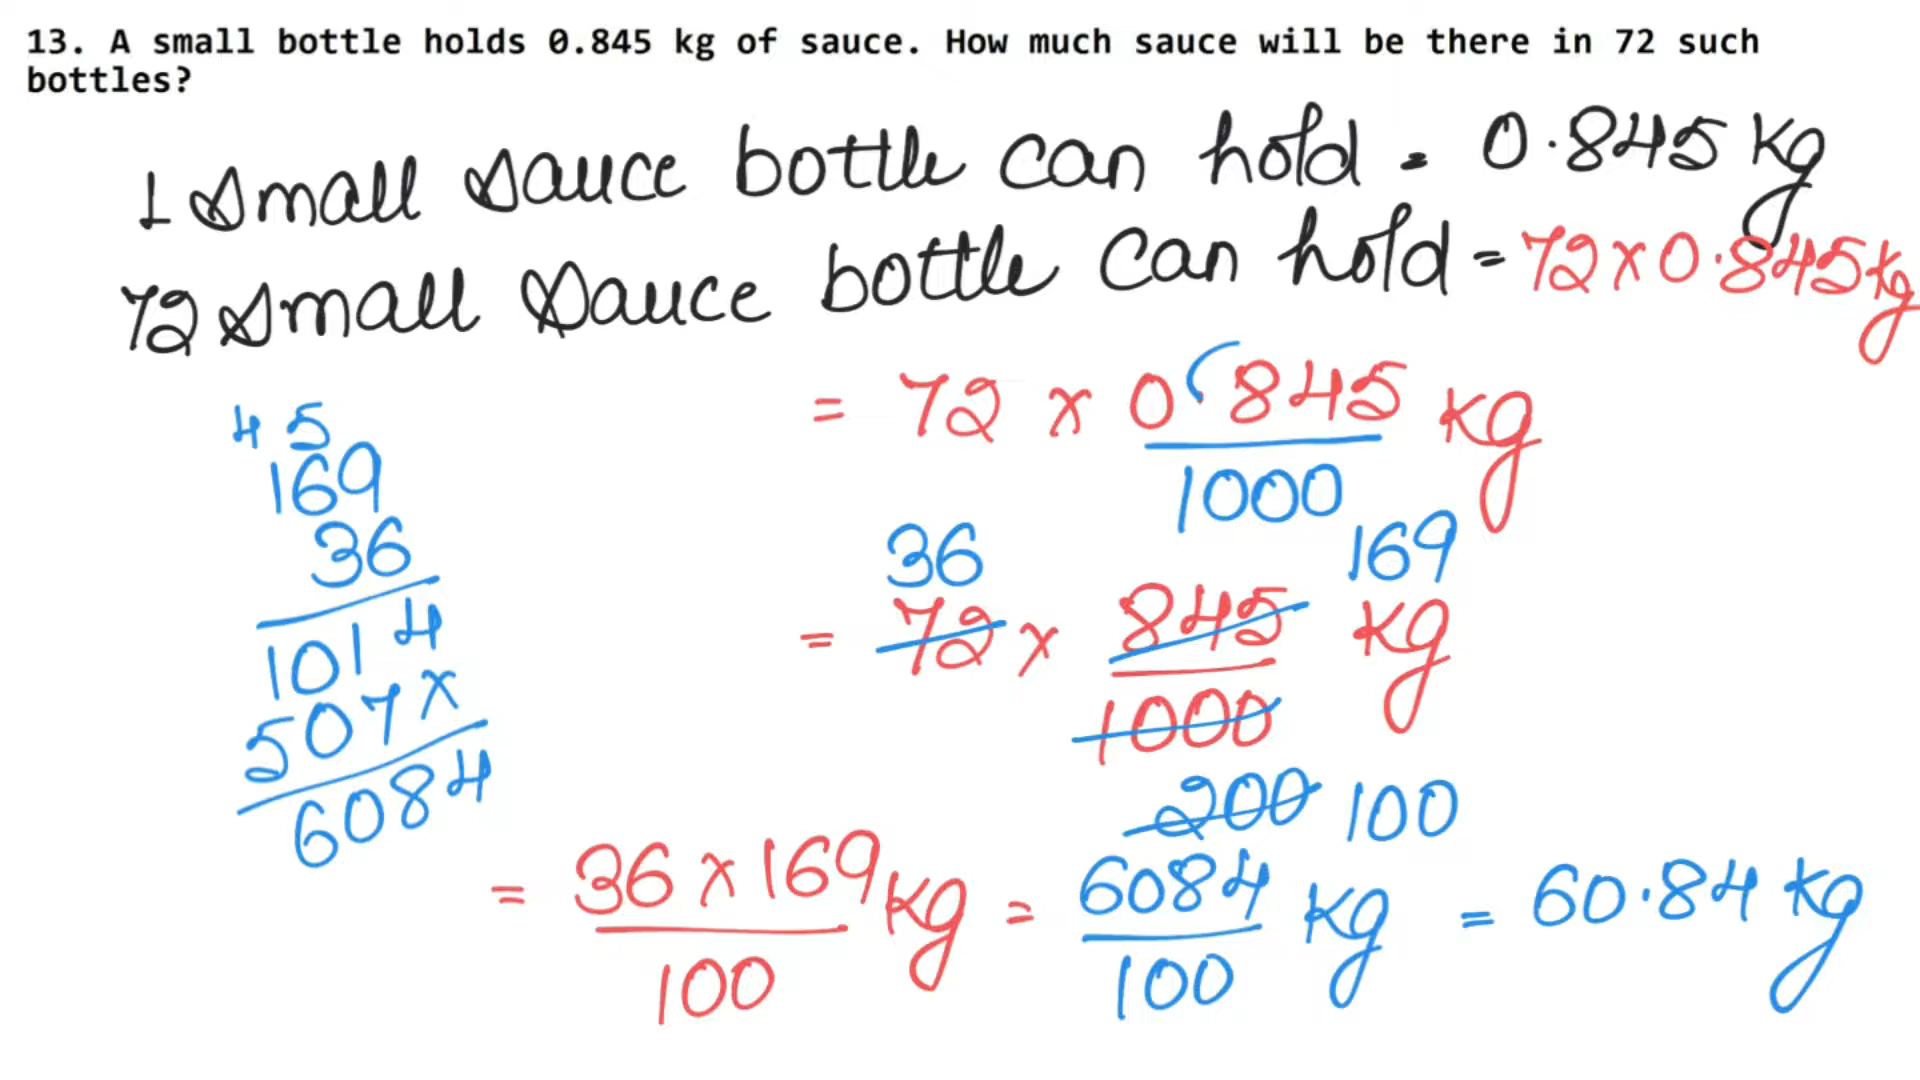 13. A small bottle holds 0.845 kg of sauce. How much sauce will be there in 72 such
bottles?
1 Small Sauce bottle can hold = 0.845 kg
72 Small Sauce bottle can hold = 72 x 0.845 kg
= 72 x 0.845 kg
1000
4 5
169
36
1014
507x
6084
36 169
= 72 x 845 kg
1000
200 100
= 36 x 169 kg = 6084 kg = 60.84 kg
100 100